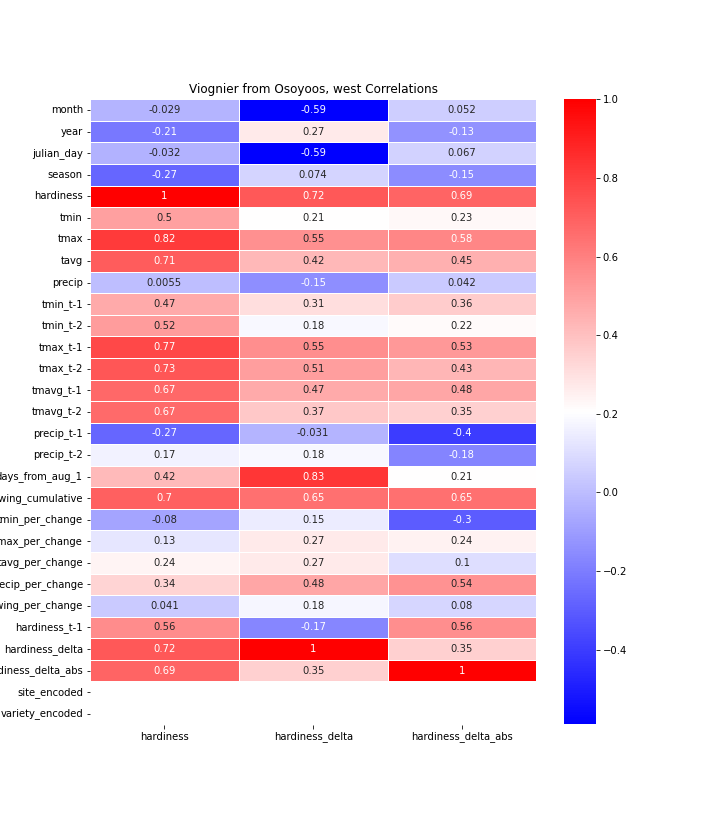 Viognier from Osoyoos, west Correlations
month -0.029 -0.59 0.052
year -0.21 0.27 -0.13
julian_day -0.032 -0.59 0.067
season -0.27 0.074 -0.15
hardiness 1 0.72 0.69
tmin 0.5 0.21 0.23
tmax 0.82 0.55 0.58
tavg 0.71 0.42 0.45
precip 0.0055 -0.15 0.042
tmin_t-1 0.47 0.31 0.36
tmin_t-2 0.52 0.18 0.22
tmax_t-1 0.77 0.55 0.53
tmax_t-2 0.73 0.51 0.43
tmavg_t-1 0.67 0.47 0.48
tmavg_t-2 0.67 0.37 0.35
precip_t-1 -0.27 -0.031 -0.4
precip_t-2 0.17 0.18 -0.18
days_from_aug_1 0.42 0.83 0.21
wing_cumulative 0.7 0.65 0.65
tmin_per_change -0.08 0.15 -0.3
max_per_change 0.13 0.27 0.24
tavg_per_change 0.24 0.27 0.1
ecip_per_change 0.34 0.48 0.54
wing_per_change 0.041 0.18 0.08
hardiness_t-1 0.56 -0.17 0.56
hardiness_delta 0.72 1 0.35
diness_delta_abs 0.69 0.35 1
site_encoded
variety_encoded
hardiness hardiness_delta hardiness_delta_abs
1.0
0.8
0.6
0.4
0.2
0.0
−0.2
−0.4